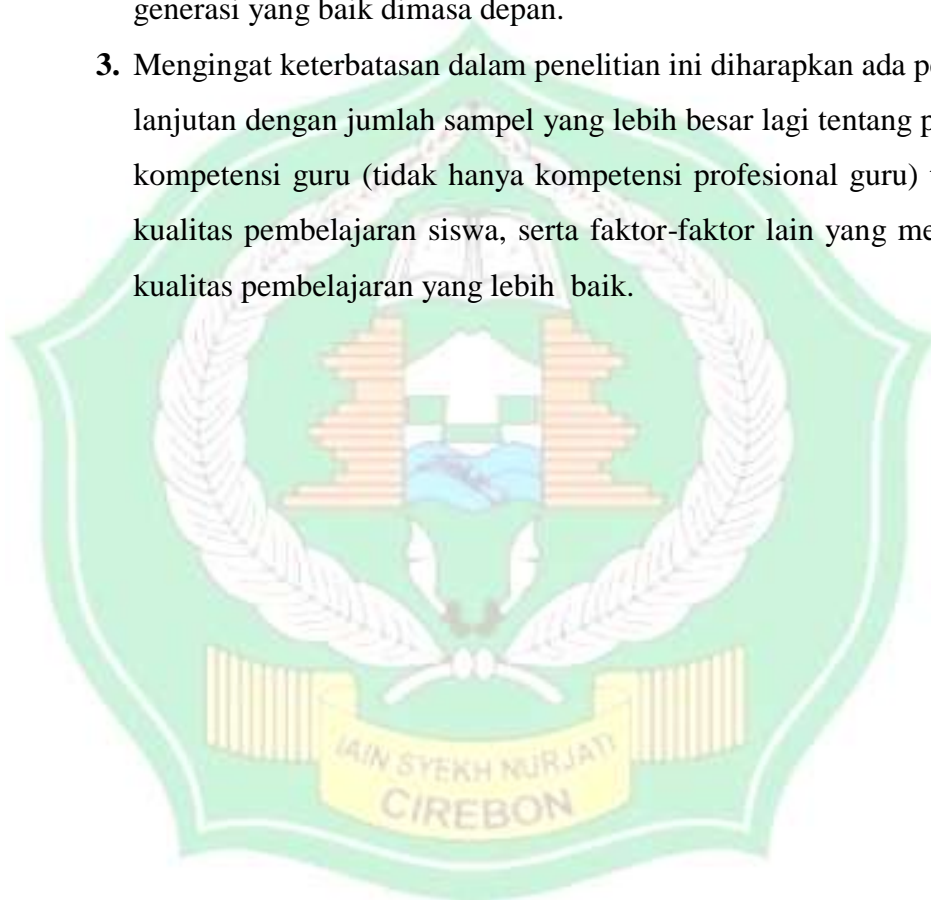 generasi yang baik dimasa depan.
3. Mengingat keterbatasan dalam penelitian ini diharapkan ada
lanjutan dengan jumlah sampel yang lebih besar lagi tentang
kompetensi guru (tidak hanya kompetensi profesional guru)
kualitas pembelajaran siswa, serta faktor-faktor lain yang
kualitas pembelajaran yang lebih baik.
IAIN SYEKH NURJATI
CIREBON